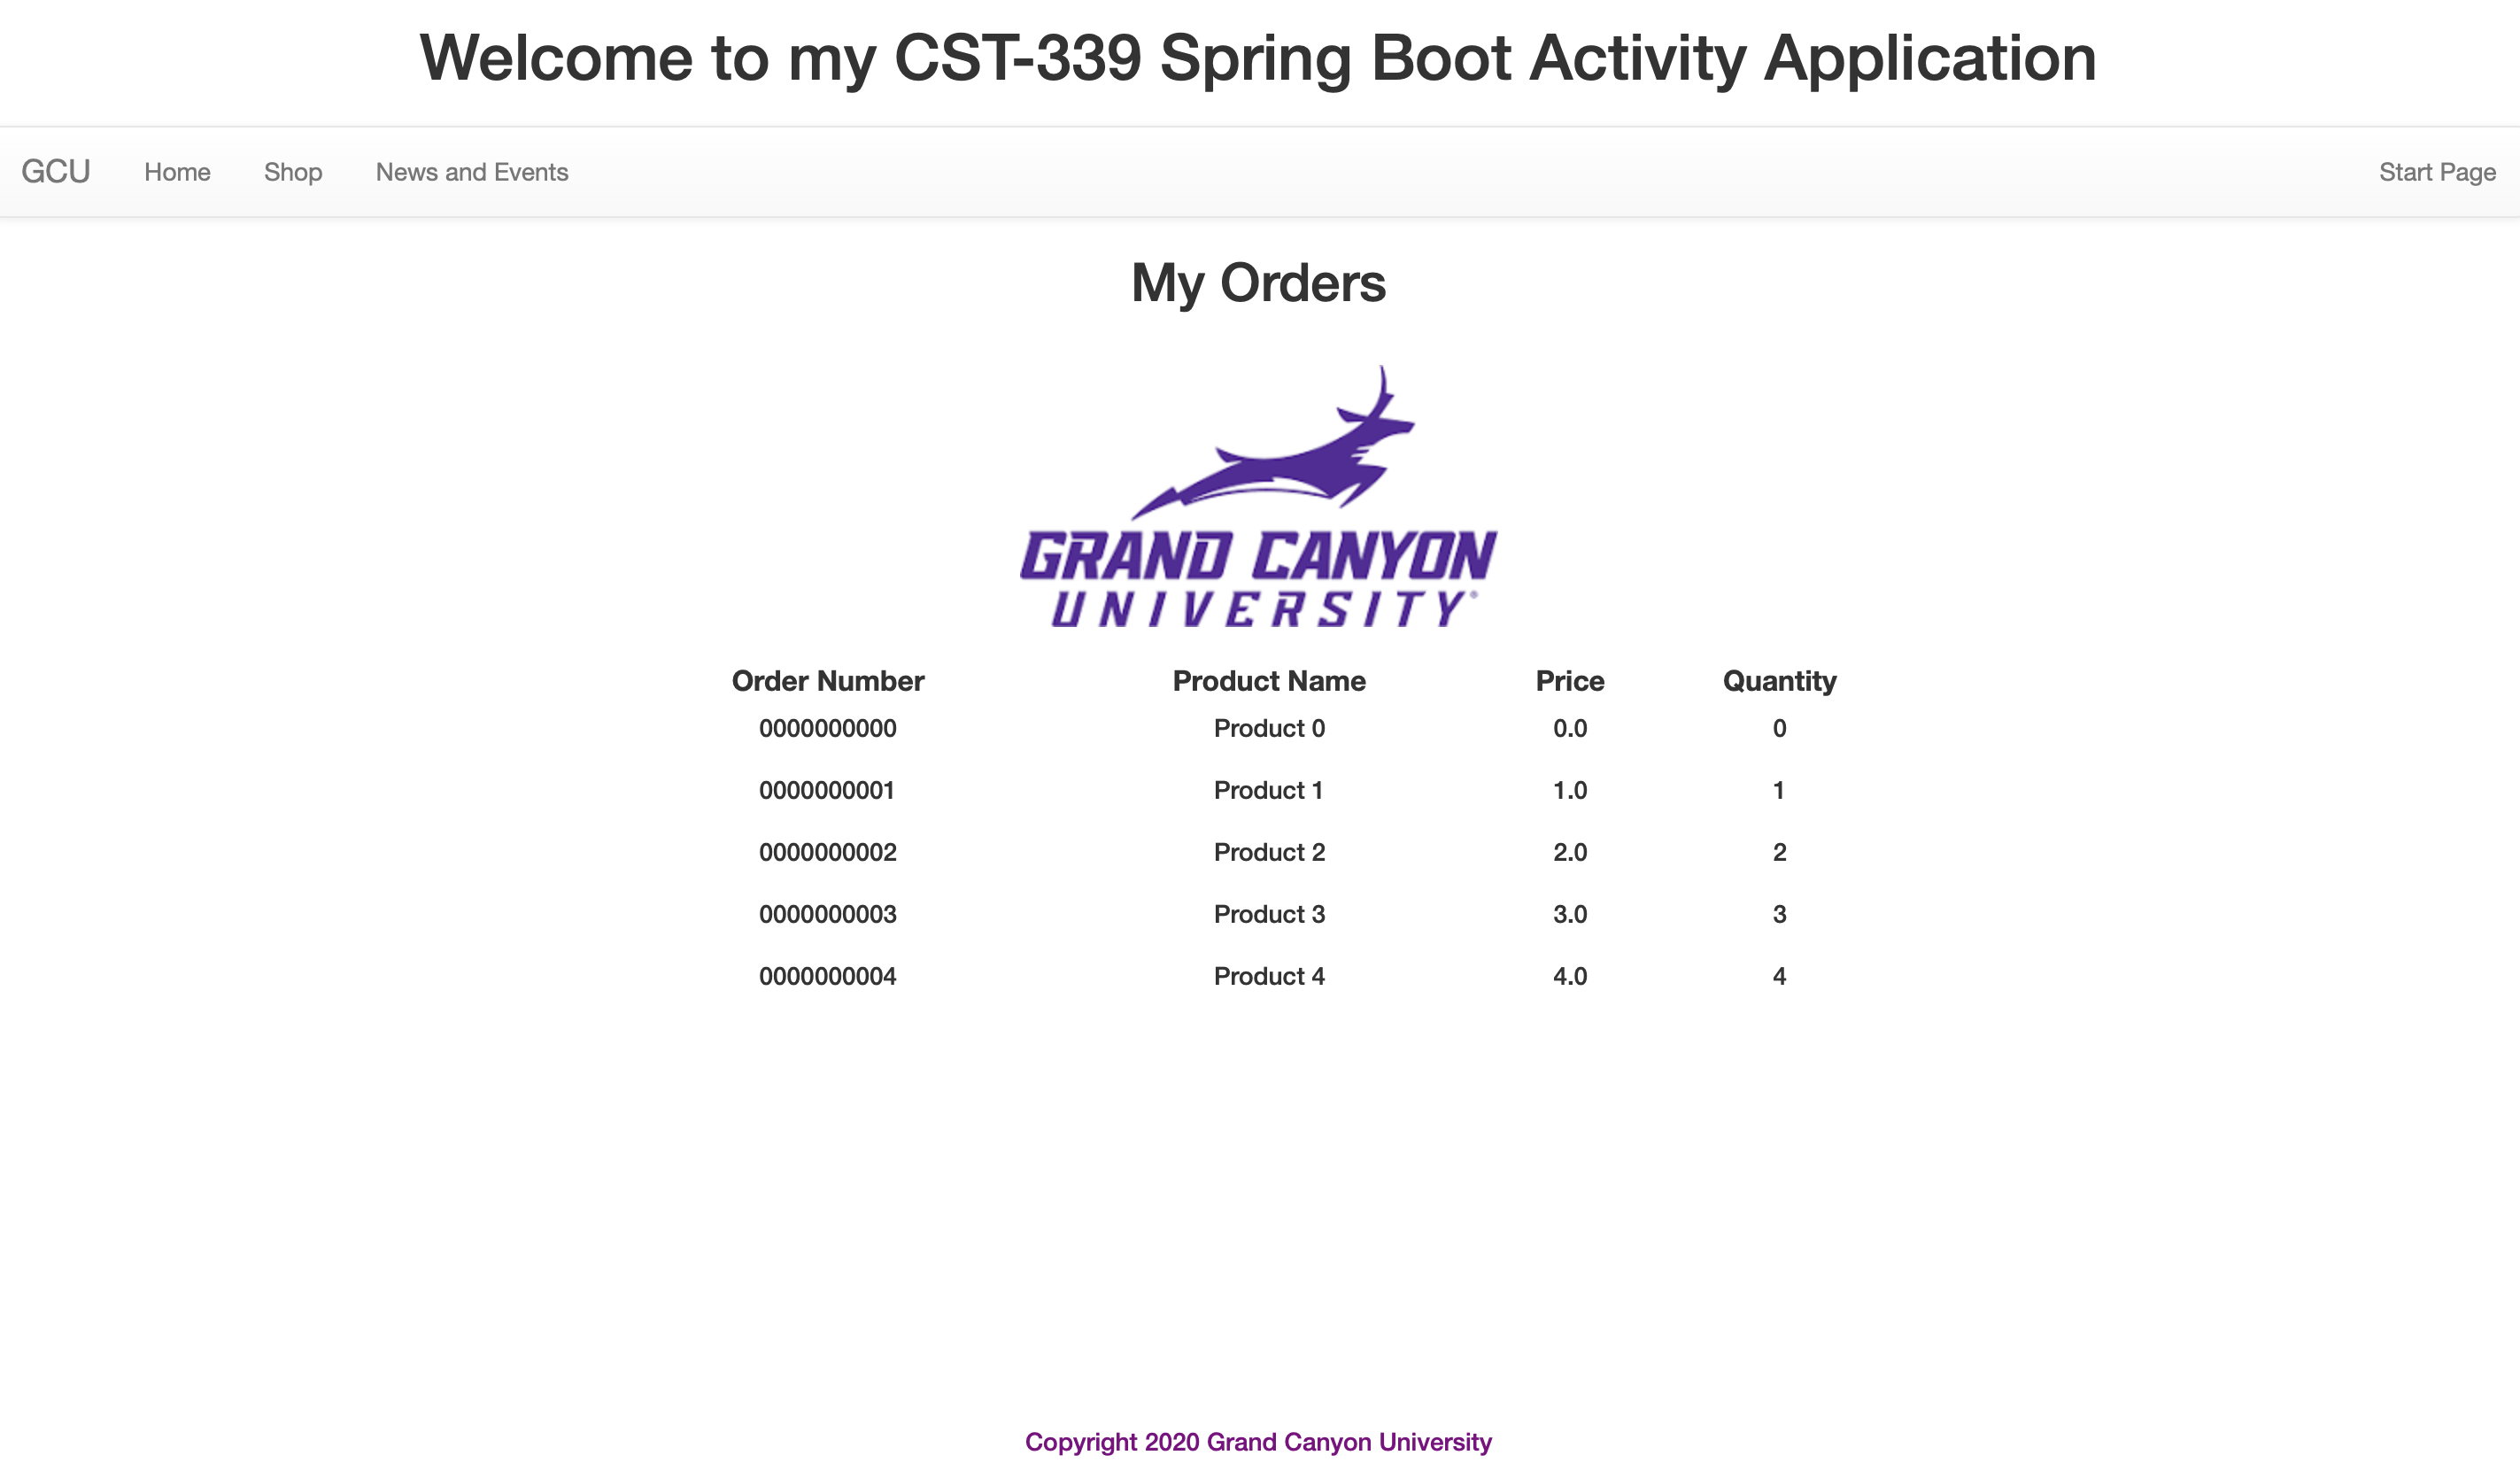 Welcome to my CST-339 Spring Boot Activity Application
GCU Home Shop News and Events Start Page
My Orders
GRAND CANYON
UNIVERSITY®
Order Number Product Name Price Quantity
0000000000 Product 0 0.0 0
0000000001 Product 1 1.0 1
0000000002 Product 2 2.0 2
0000000003 Product 3 3.0 3
0000000004 Product 4 4.0 4
Copyright 2020 Grand Canyon University